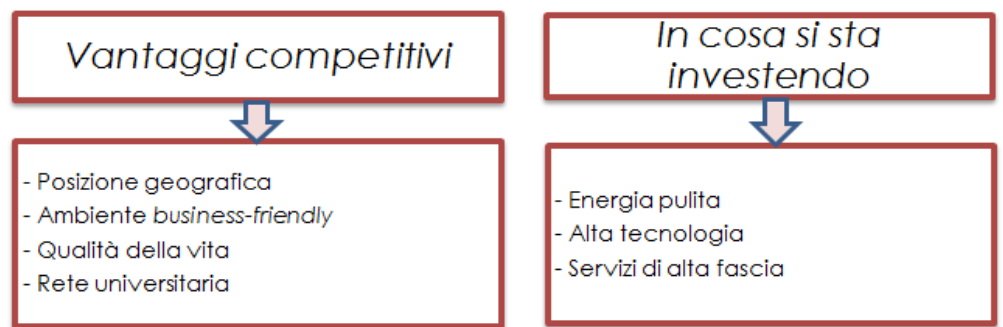 Vantaggi competitivi
- Posizione geografica
- Ambiente business-friendly
- Qualità della vita
- Rete universitaria
In cosa si sta
investendo
- Energia pulita
- Alta tecnologia
- Servizi di alta fascia